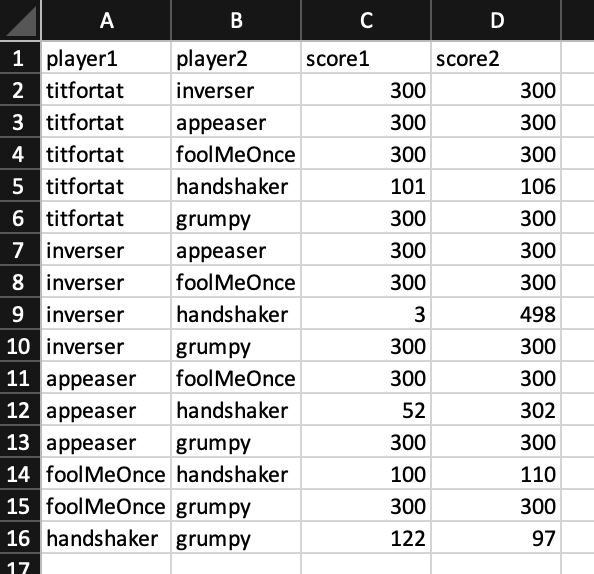 A B C D
1 player1 player2 score1 score2
2 titfortat inverser 300 300
3 titfortat appeaser 300 300
4 titfortat foolMeOnce 300 300
5 titfortat handshaker 101 106
6 titfortat grumpy 300 300
7 inverser appeaser 300 300
8 inverser foolMeOnce 300 300
9 inverser handshaker 3 498
10 inverser grumpy 300 300
11 appeaser foolMeOnce 300 300
12 appeaser handshaker 52 302
13 appeaser grumpy 300 300
14 foolMeOnce handshaker 100 110
15 foolMeOnce grumpy 300 300
16 handshaker grumpy 122 97
17